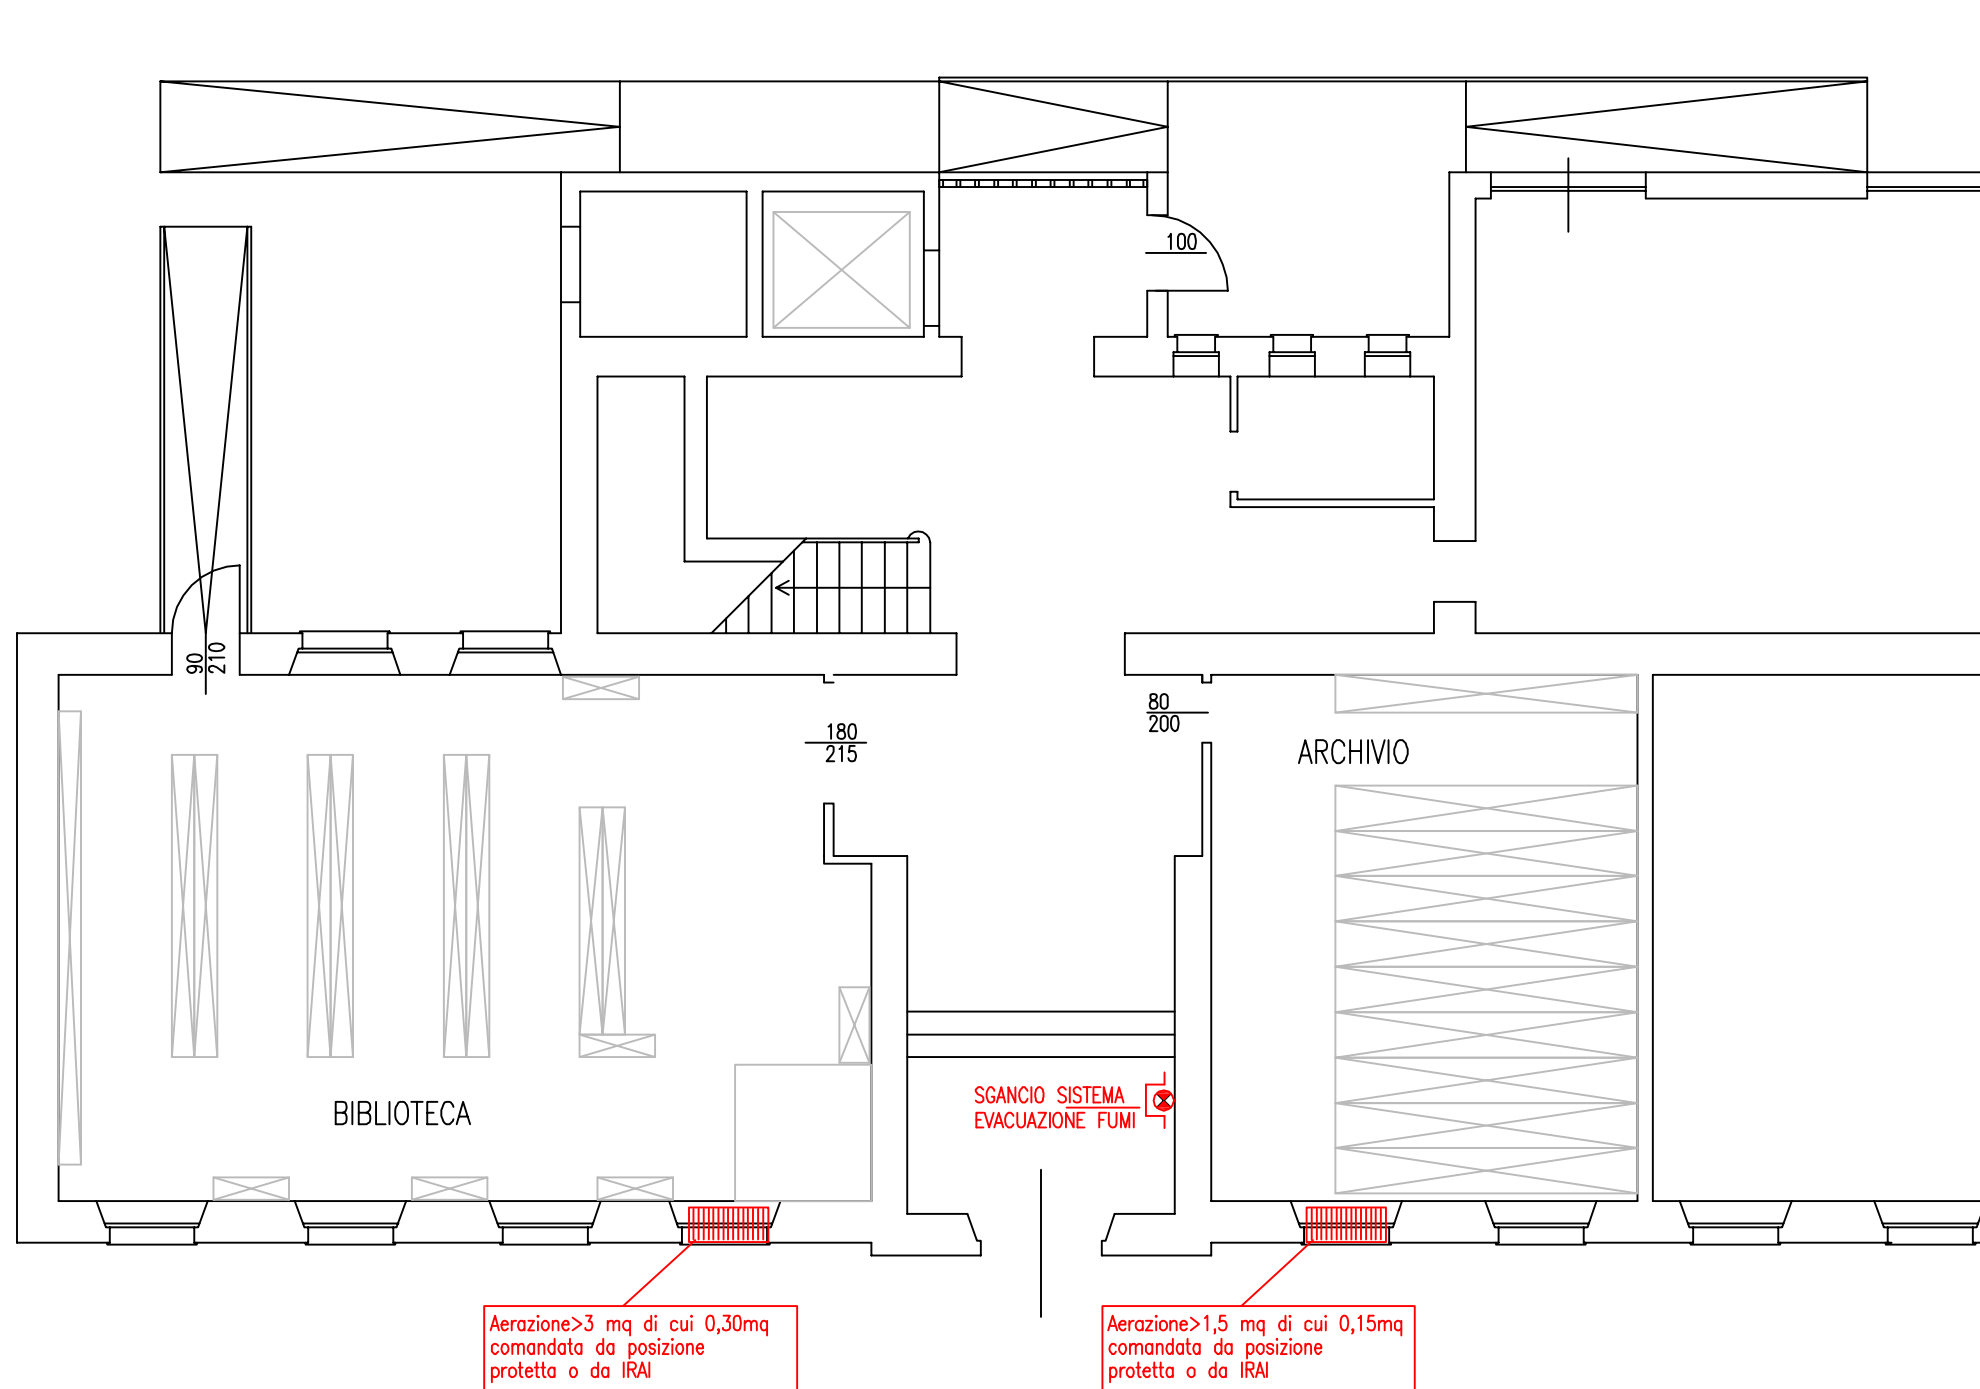 100
90
210
180
215
80
200
ARCHIVIO
BIBLIOTECA
SGANCIO SISTEMA
EVACUAZIONE FUMI
Aerazione>3 mq di cui 0,30mq
comandata da posizione
protetta o da IRAI
Aerazione>1,5 mq di cui 0,15mq
comandata da posizione
protetta o da IRAI